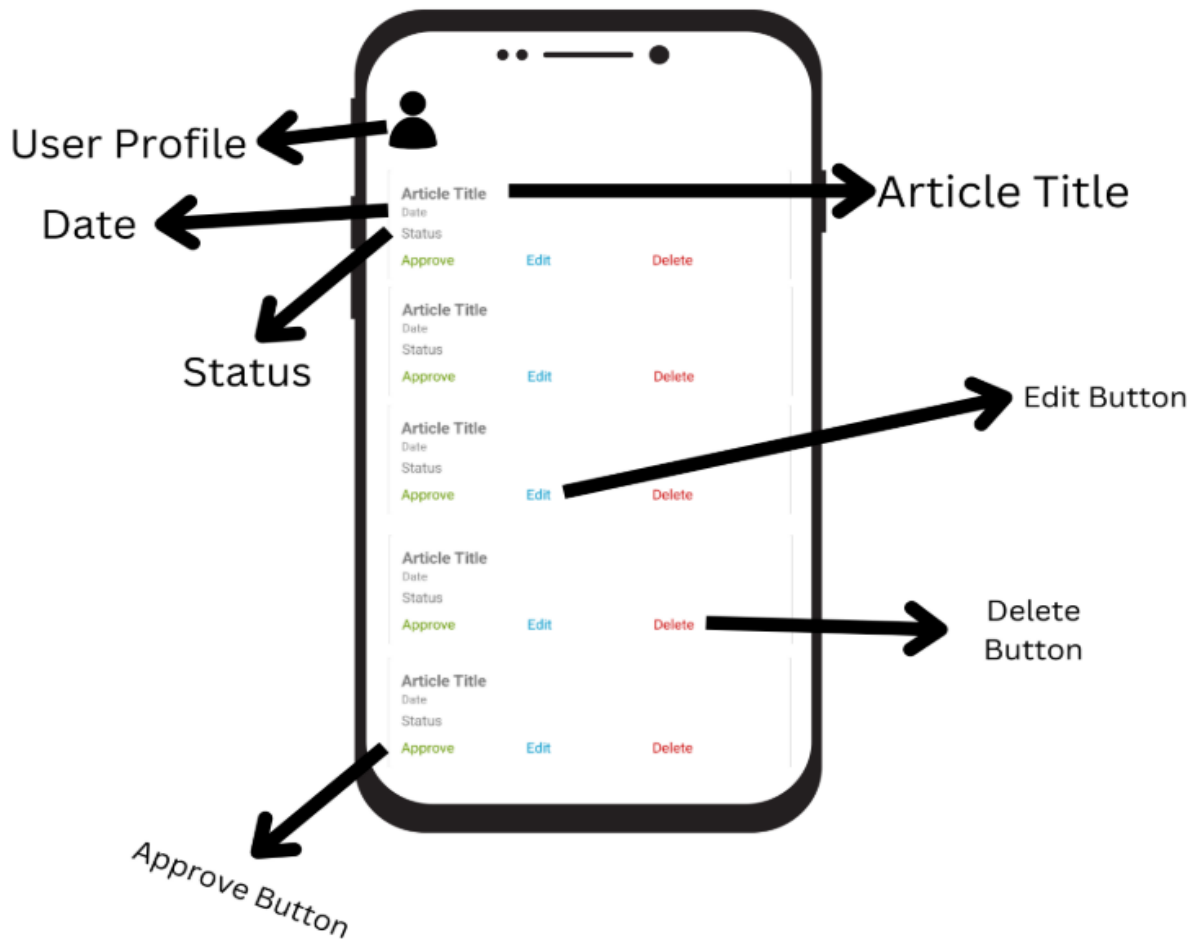 User Profile
Article Title
Date
Status
Article Title
Date
Status
Approve Edit Delete
Article Title
Date
Status
Approve Edit Delete
Edit Button
Article Title
Date
Status
Approve Edit Delete
Article Title
Date
Status
Approve Edit Delete
Delete
Button
Article Title
Date
Status
Approve Edit Delete
Approve Button